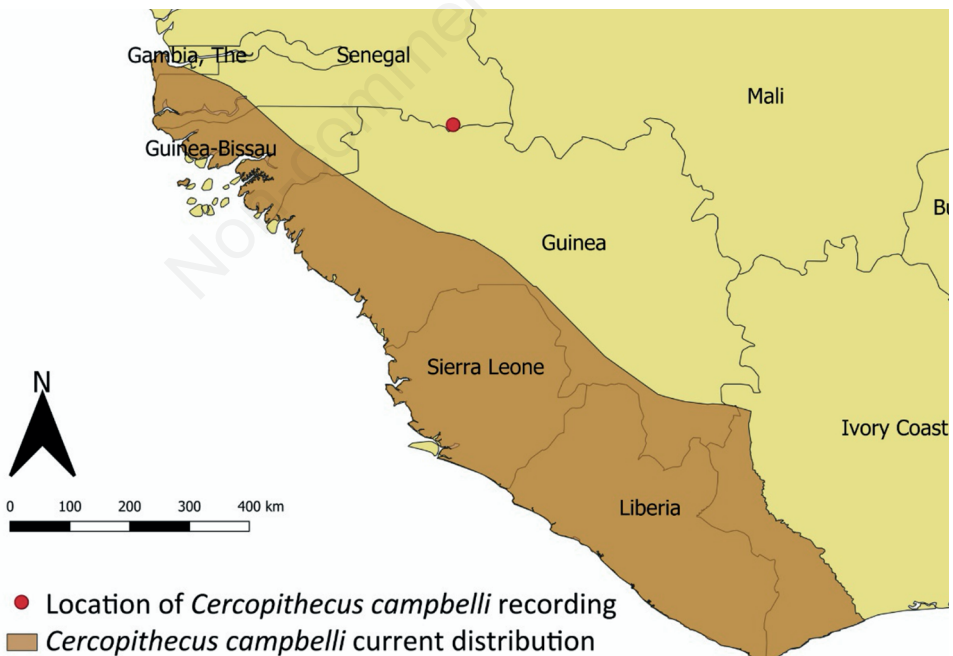 Gambia, The
Senegal
Mali
Guinea-Bissau
Guinea
Sierra Leone
Ivory Coast
Liberia
N
0 100 200 300 400 km
Location of Cercopithecus campbelli recording
Cercopithecus campbelli current distribution